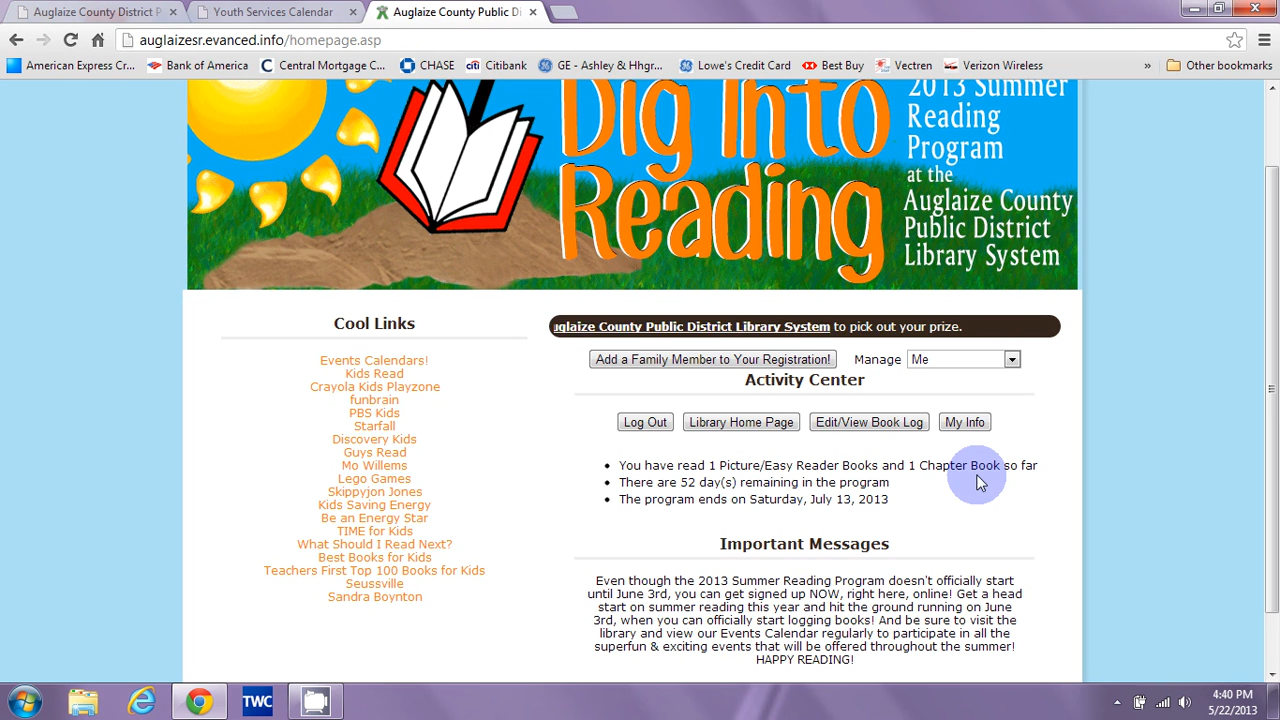 Auglaize County District P
Youth Services Calendar
Auglaize County Public Di
auglaizesr.evanced.info/homepage.asp
American Express Cr...
Bank of America
Central Mortgage C...
CHASE
Citibank
GE - Ashley & Hhgr...
Lowe's Credit Card
Best Buy
Vectren
Verizon Wireless
»
Other bookmarks
Dig Into
Reading
2013 Summer
Reading
Program
at the
Auglaize County
Public District
Library System
Cool Links
Events Calendars!
Kids Read
Crayola Kids Playzone
funbrain
PBS Kids
Starfall
Discovery Kids
Guys Read
Mo Willems
Lego Games
Skippyjon Jones
Kids Saving Energy
Be an Energy Star
TIME for Kids
What Should I Read Next?
Best Books for Kids
Teachers First Top 100 Books for Kids
Seussville
Sandra Boynton
uglaize County Public District Library System to pick out your prize.
Add a Family Member to Your Registration!
Manage
Me
Activity Center
Log Out
Library Home Page
Edit/View Book Log
My Info
• You have read 1 Picture/Easy Reader Books and 1 Chapter Book so far
• There are 52 day(s) remaining in the program
• The program ends on Saturday, July 13, 2013
Important Messages
Even though the 2013 Summer Reading Program doesn't officially start
until June 3rd, you can get signed up NOW, right here, online! Get a head
start on summer reading this year and hit the ground running on June
3rd, when you can officially start logging books! And be sure to visit the
library and view our Events Calendar regularly to participate in all the
superfun & exciting events that will be offered throughout the summer!
HAPPY READING!
TWC
4:40 PM
5/22/2013